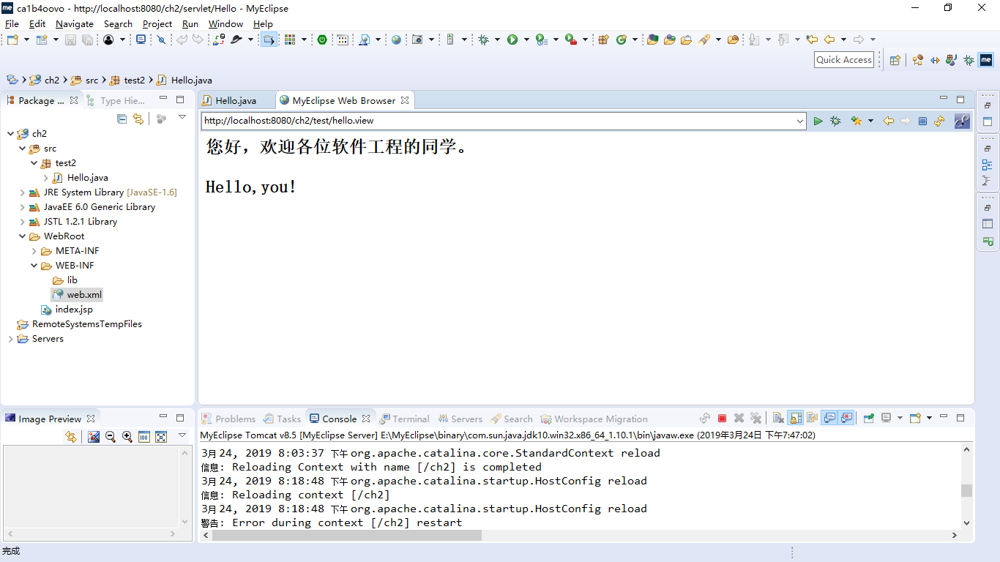 ca1b4oovo - http://localhost:8080/ch2/servlet/Hello - MyEclipse
File Edit Navigate Search Project Run Window Help
Quick Access
ch2 src test2 Hello.java
Package ... Type Hie...
ch2
src
test2
Hello.java
JRE System Library [JavaSE-1.6]
JavaEE 6.0 Generic Library
JSTL 1.2.1 Library
WebRoot
META-INF
WEB-INF
lib
web.xml
index.jsp
RemoteSystemsTempFiles
Servers
Hello.java MyEclipse Web Browser
http://localhost:8080/ch2/test/hello.view
您好，欢迎各位软件工程的同学。
Hello,you!
Image Preview
Problems Tasks Console Terminal Servers Search Workspace Migration
MyEclipse Tomcat v8.5 [MyEclipse Server] E:\MyEclipse\binary\com.sun.java.jdk10.win32.x86_64_1.10.1\bin\javaw.exe (2019年3月24日 下午7:47:02)
3月 24, 2019 8:03:37 下午 org.apache.catalina.core.StandardContext reload
信息: Reloading Context with name [/ch2] is completed
3月 24, 2019 8:18:48 下午 org.apache.catalina.startup.HostConfig reload
信息: Reloading context [/ch2]
3月 24, 2019 8:18:48 下午 org.apache.catalina.startup.HostConfig reload
警告: Error during context [/ch2] restart
完成